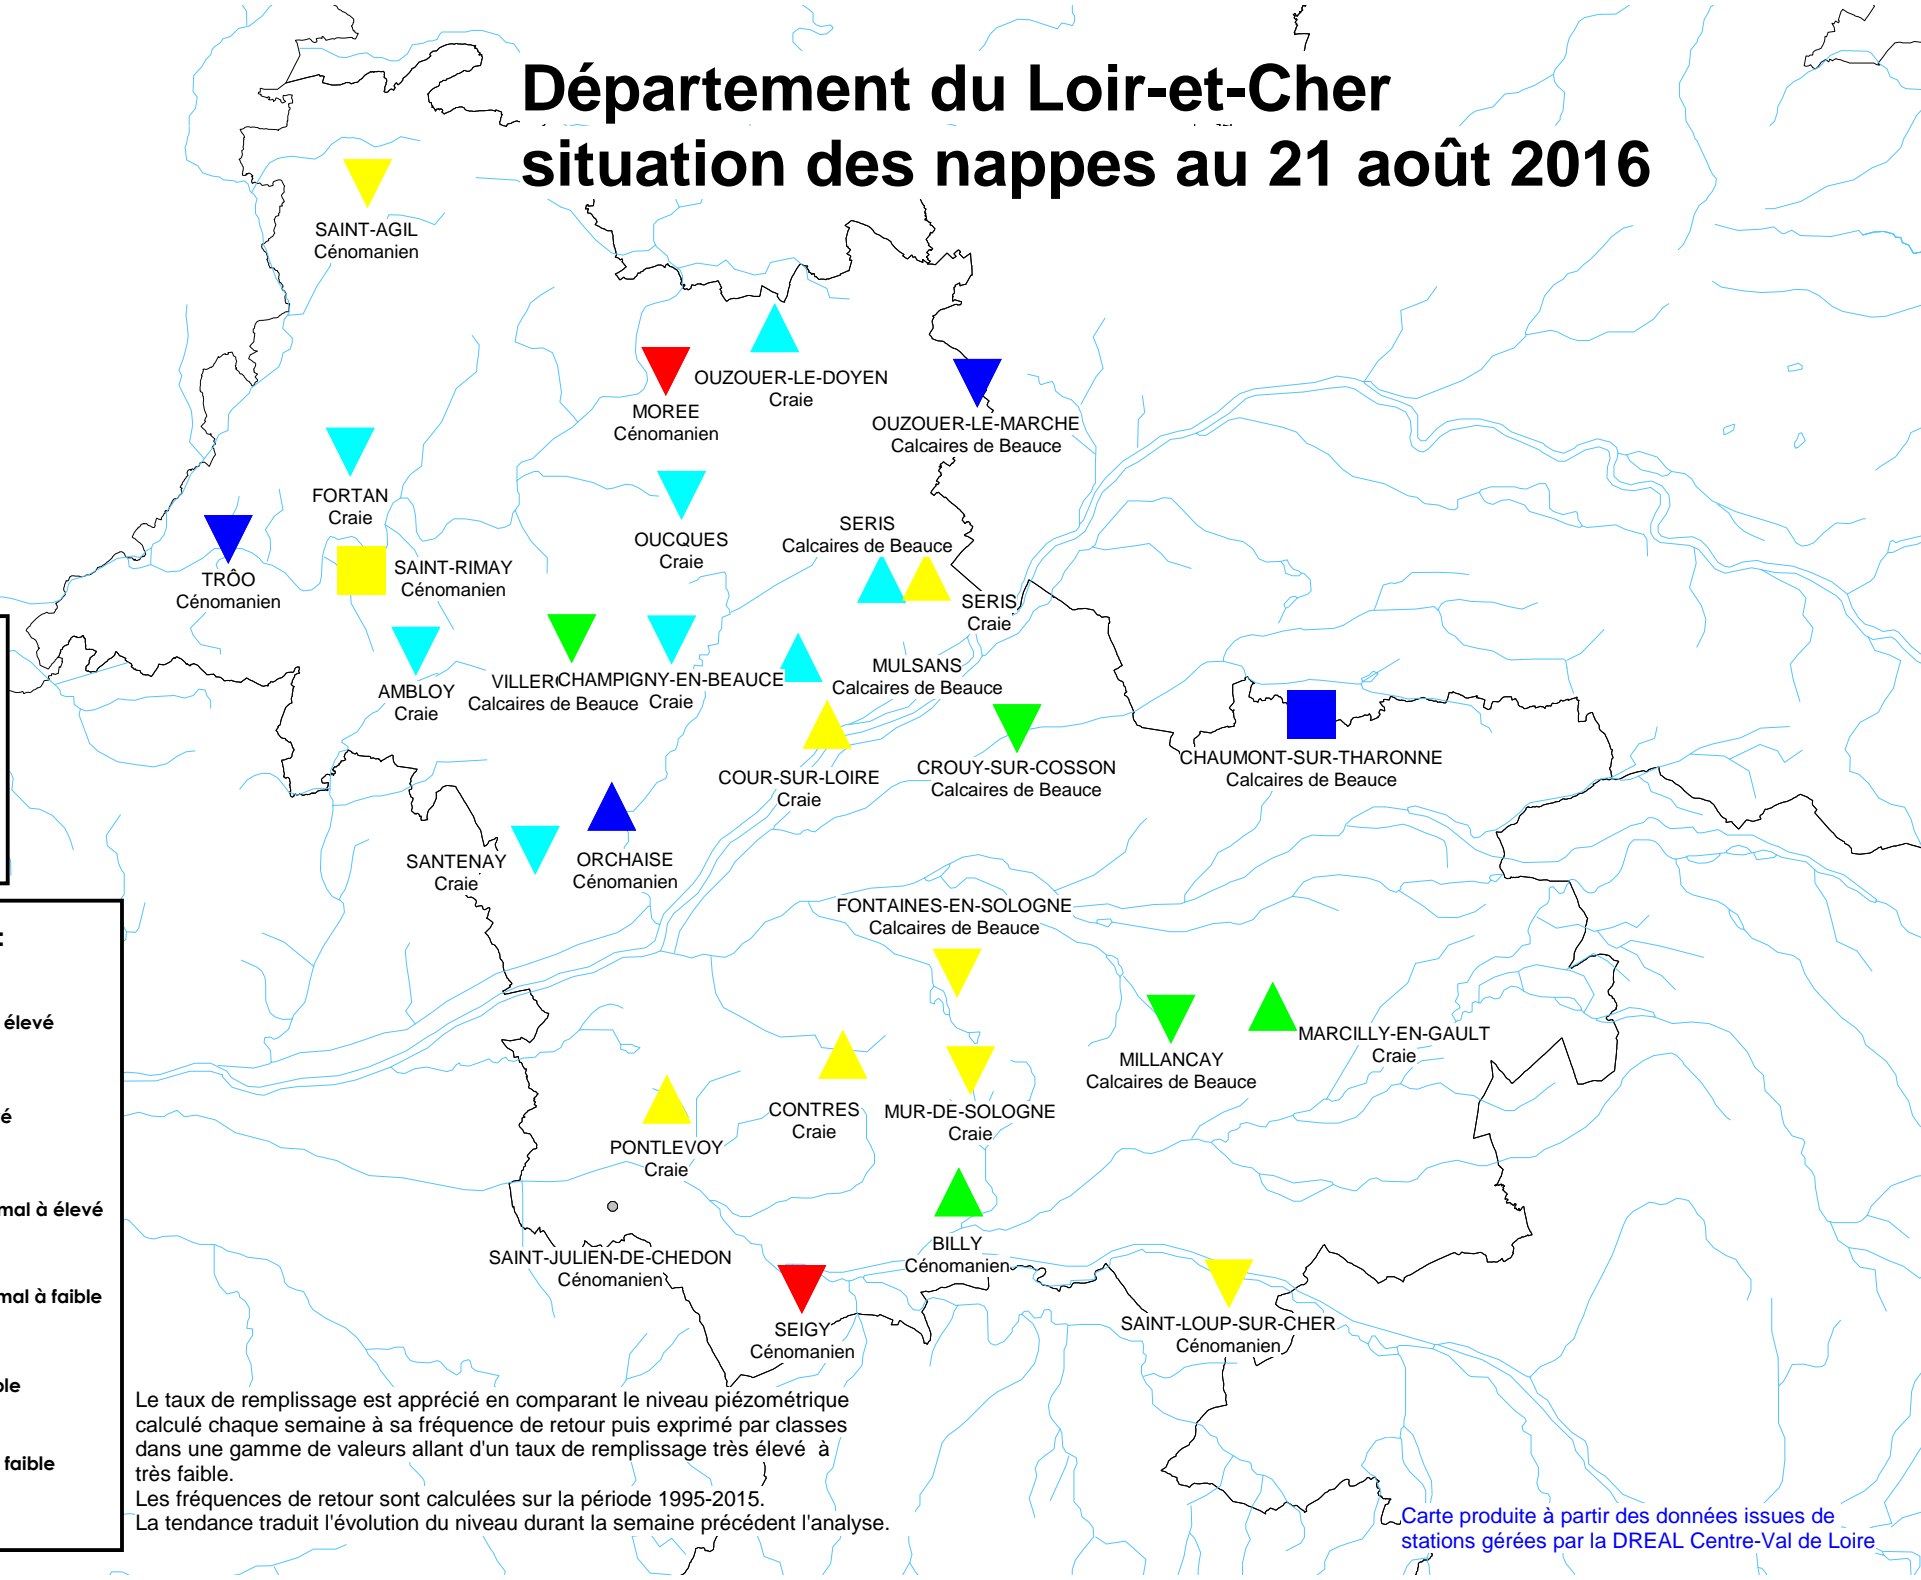 Département du Loir-et-Cher
situation des nappes au 21 août 2016
SAINT-AGIL
Cénomanien
OUZOUER-LE-DOYEN
Craie
MOREE
Cénomanien
OUZOUER-LE-MARCHE
Calcaires de Beauce
FORTAN
Craie
OUCQUES
Craie
SERIS
Calcaires de Beauce
TRÔO
Cénomanien
SAINT-RIMAY
Cénomanien
SERIS
Craie
AMBLOY
Craie
Calcaires de Beauce
CHAMPIGNY-EN-BEAUCE
Craie
MULSANS
Calcaires de Beauce
COUR-SUR-LOIRE
Craie
CROUY-SUR-COSSON
Calcaires de Beauce
CHAUMONT-SUR-THARONNE
Calcaires de Beauce
SANTENAY
Craie
ORCHAISE
Cénomanien
FONTAINES-EN-SOLOGNE
Calcaires de Beauce
:
élevé
mal à élevé
mal à faible
faible
MILLANCAY
Calcaires de Beauce
MARCILLY-EN-GAULT
Craie
CONTRES
Craie
MUR-DE-SOLOGNE
Craie
PONTLEVOY
Craie
SAINT-JULIEN-DE-CHEDON
Cénomanien
BILLY
Cénomanien
SEIGY
Cénomanien
SAINT-LOUP-SUR-CHER
Cénomanien
Le taux de remplissage est apprécié en comparant le niveau piézométrique
calculé chaque semaine à sa fréquence de retour puis exprimé par classes
dans une gamme de valeurs allant d'un taux de remplissage très élevé à
très faible.
Les fréquences de retour sont calculées sur la période 1995-2015.
La tendance traduit l'évolution du niveau durant la semaine précédent l'analyse.
Carte produite à partir des données issues de
stations gérées par la DREAL Centre-Val de Loire